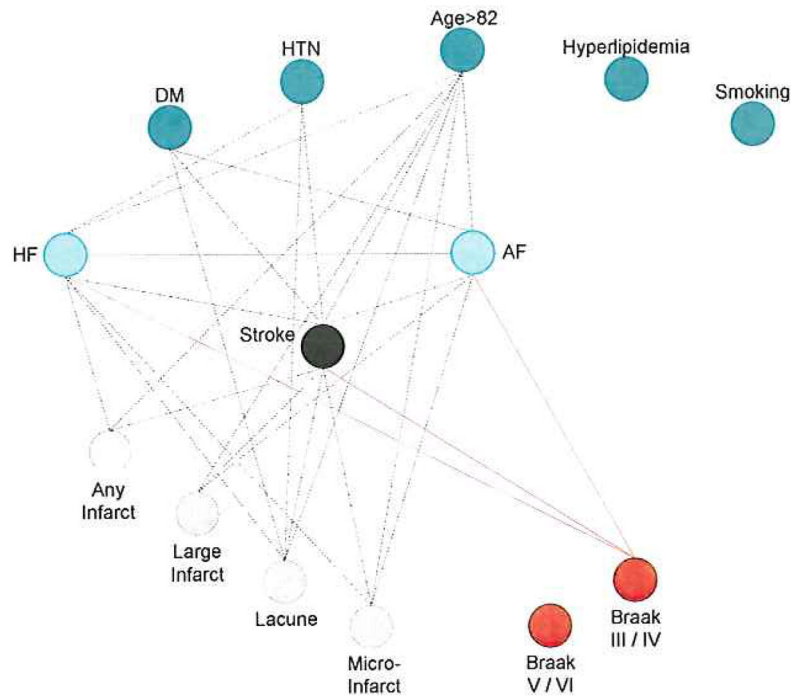 Age>82
HTN
Hyperlipidemia
DM
Smoking
HF
AF
Stroke
Any
Infarct
Large
Infarct
Lacune
Micro-
Infarct
Braak
III / IV
Braak
V / VI